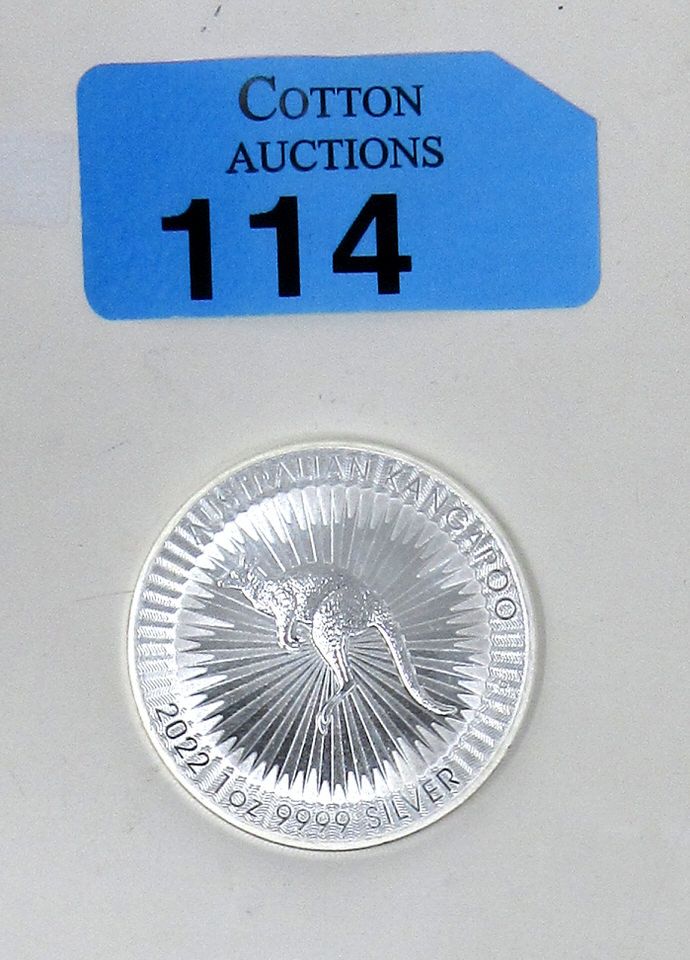 COTTON
AUCTIONS
114
AUSTRALIAN KANGAROO
2022 1OZ 9999 SILVER